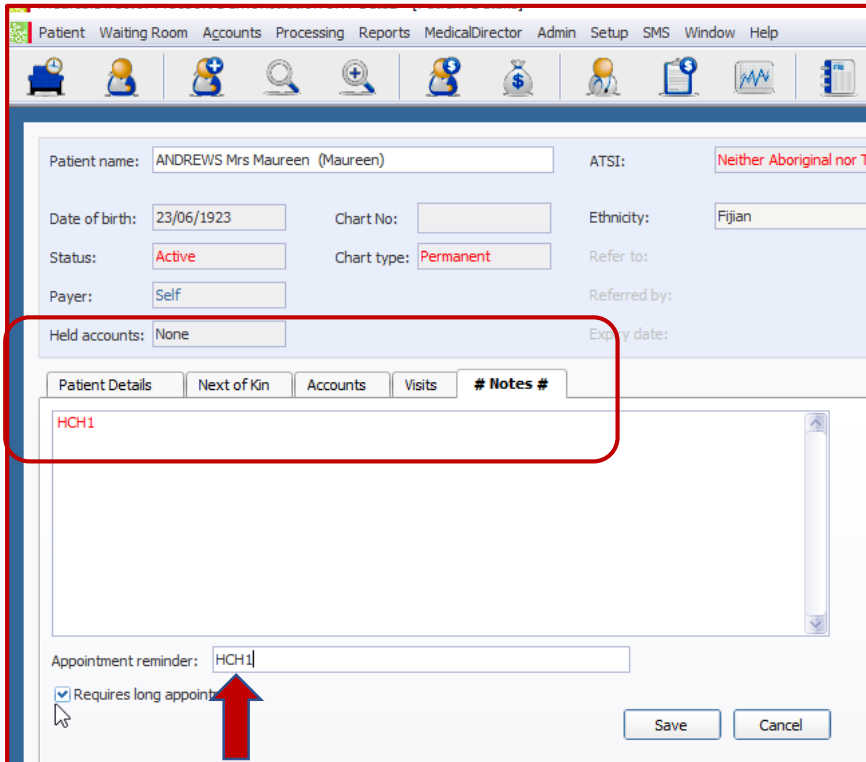 Patient Waiting Room Accounts Processing Reports MedicalDirector Admin Setup SMS Window Help
Patient name: ANDREWS Mrs Maureen (Maureen) ATSI: Neither Aboriginal nor
Date of birth: 23/06/1923 Chart No: Ethnicity: Fijian
Status: Active Chart type: Permanent Refer to:
Payer: Self Referred by:
Held accounts: None Expiry date:
Patient Details Next of Kin Accounts Visits # Notes #
HCH1
Appointment reminder: HCH1
Requires long
Save Cancel